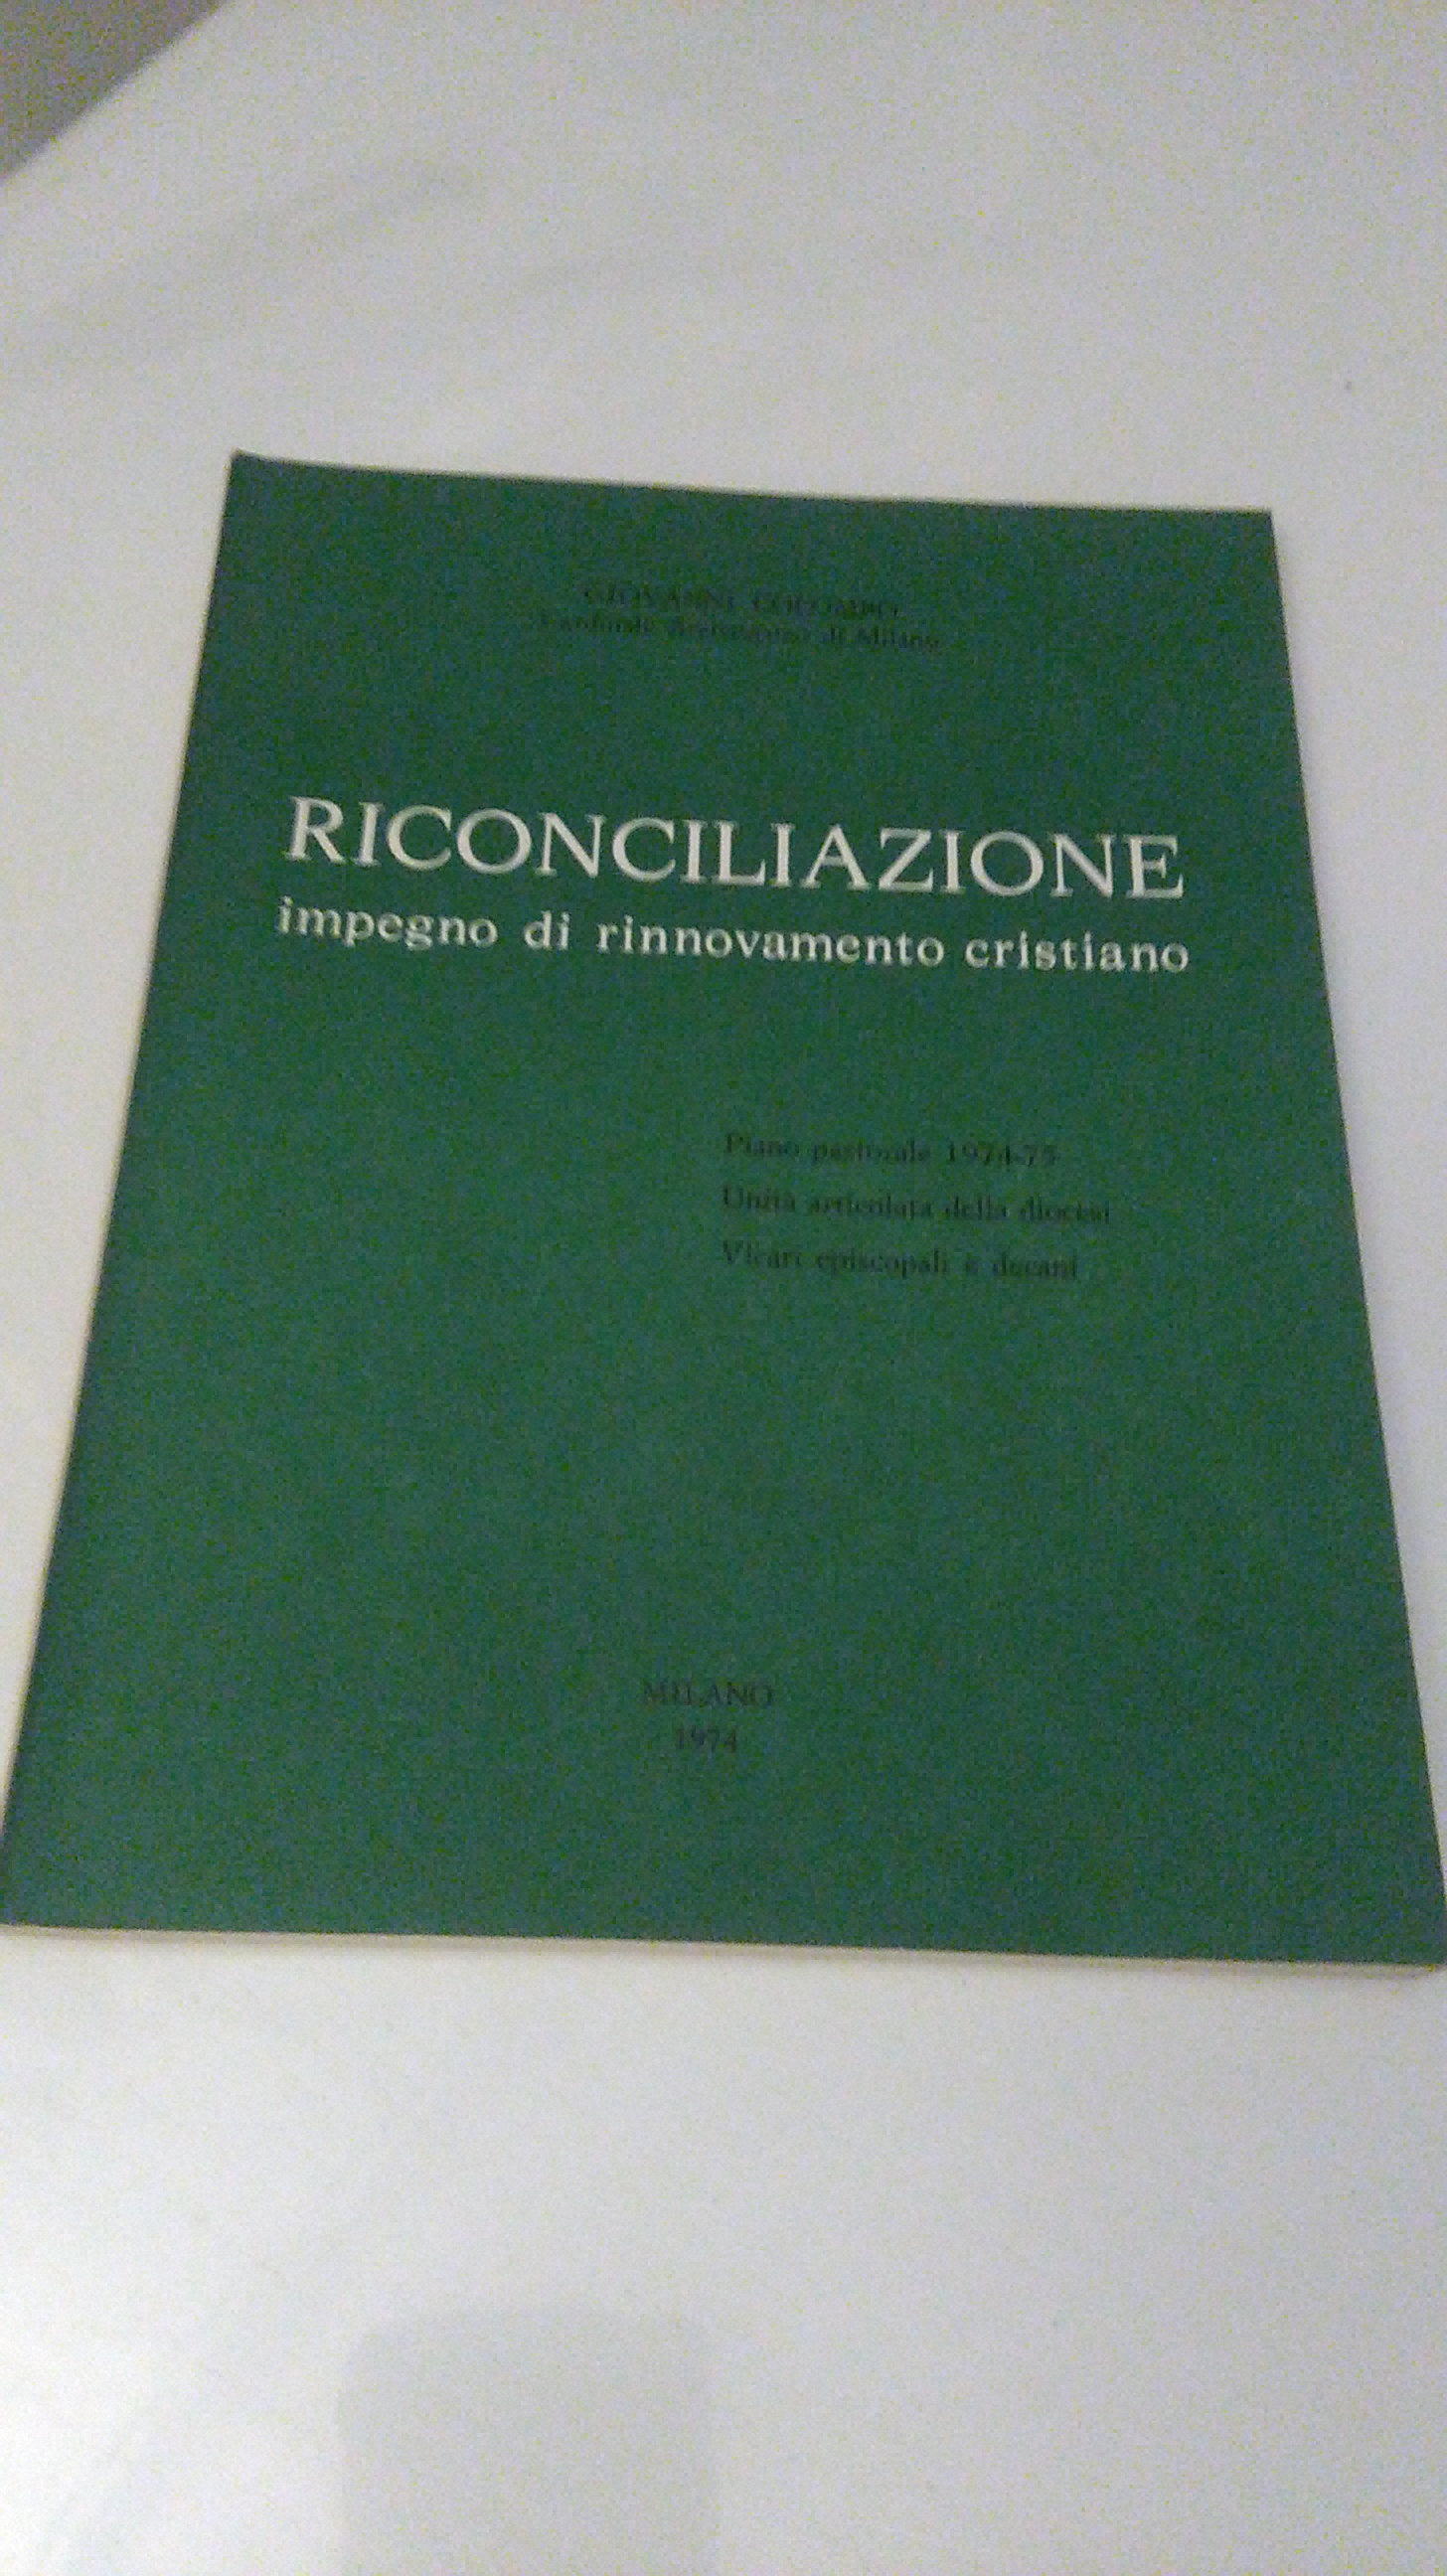 GIOVANNI COLOMBO
Cardinale Arcivescovo di Milano
RICONCILIAZIONE
impegno di rinnovamento cristiano
Piano pastorale 1974-75
Unità articolata della diocesi
Vicari episcopali e decani
MILANO
1974